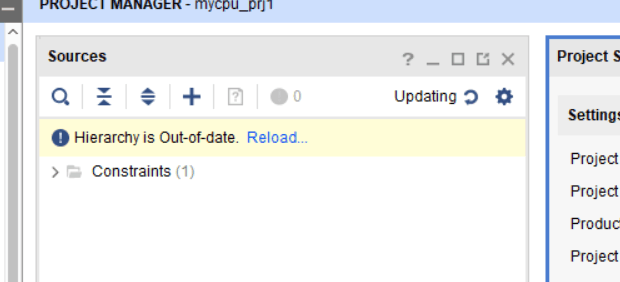 PROJECT MANAGER - mycpu_prj1
Sources
? _
Project S
0
Updating
Settings
Hierarchy is Out-of-date. Reload...
Constraints (1)
Project
Project
Product
Project